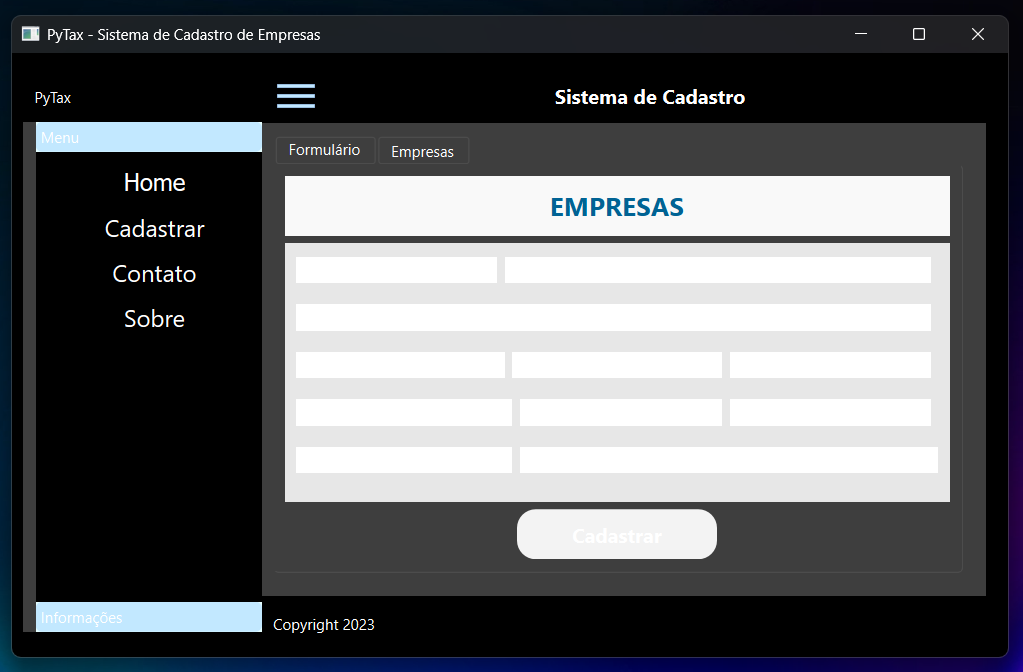 PyTax - Sistema de Cadastro de Empresas
PyTax
Sistema de Cadastro
Menu
Home
Cadastrar
Contato
Sobre
Informações
Formulário
Empresas
EMPRESAS
Cadastrar
Copyright 2023